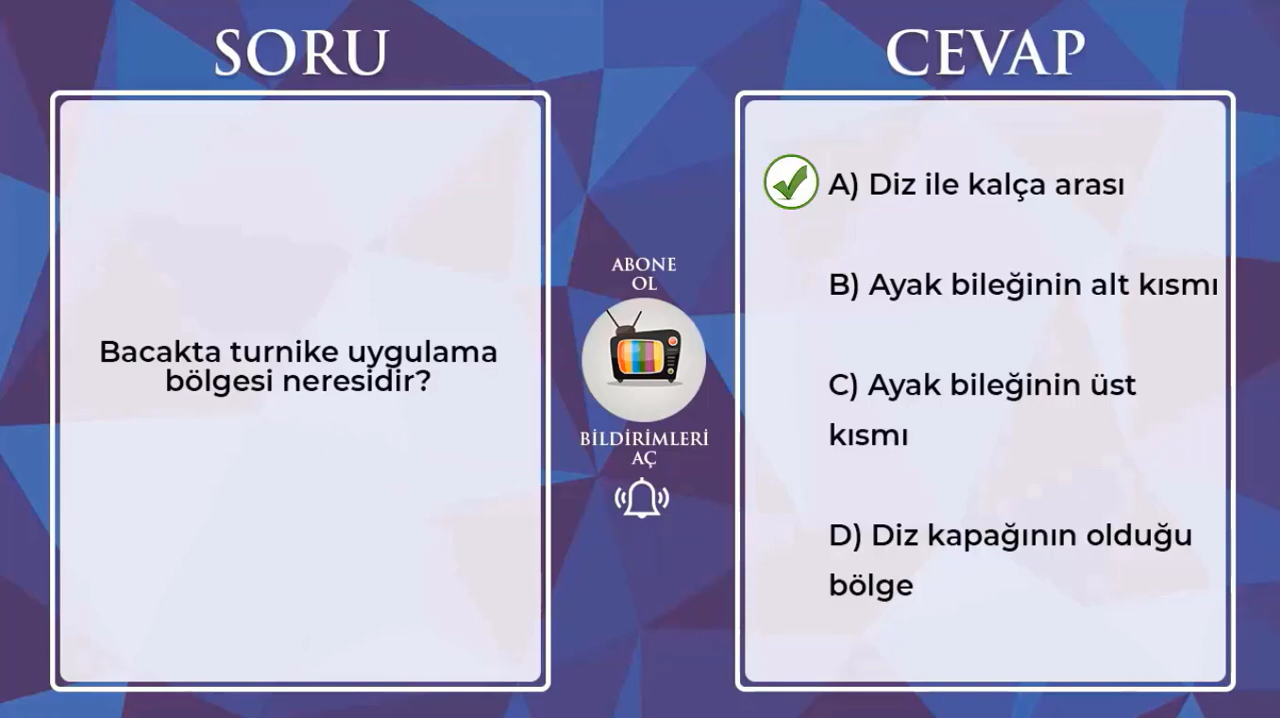 SORU
Bacakta turnike uygulama
bölgesi neresidir?
ABONE
OL
BİLDİRİMLERİ
AÇ
CEVAP
A) Diz ile kalça arası
B) Ayak bileğinin alt kısmı
C) Ayak bileğinin üst
kısmı
D) Diz kapağının olduğu
bölge